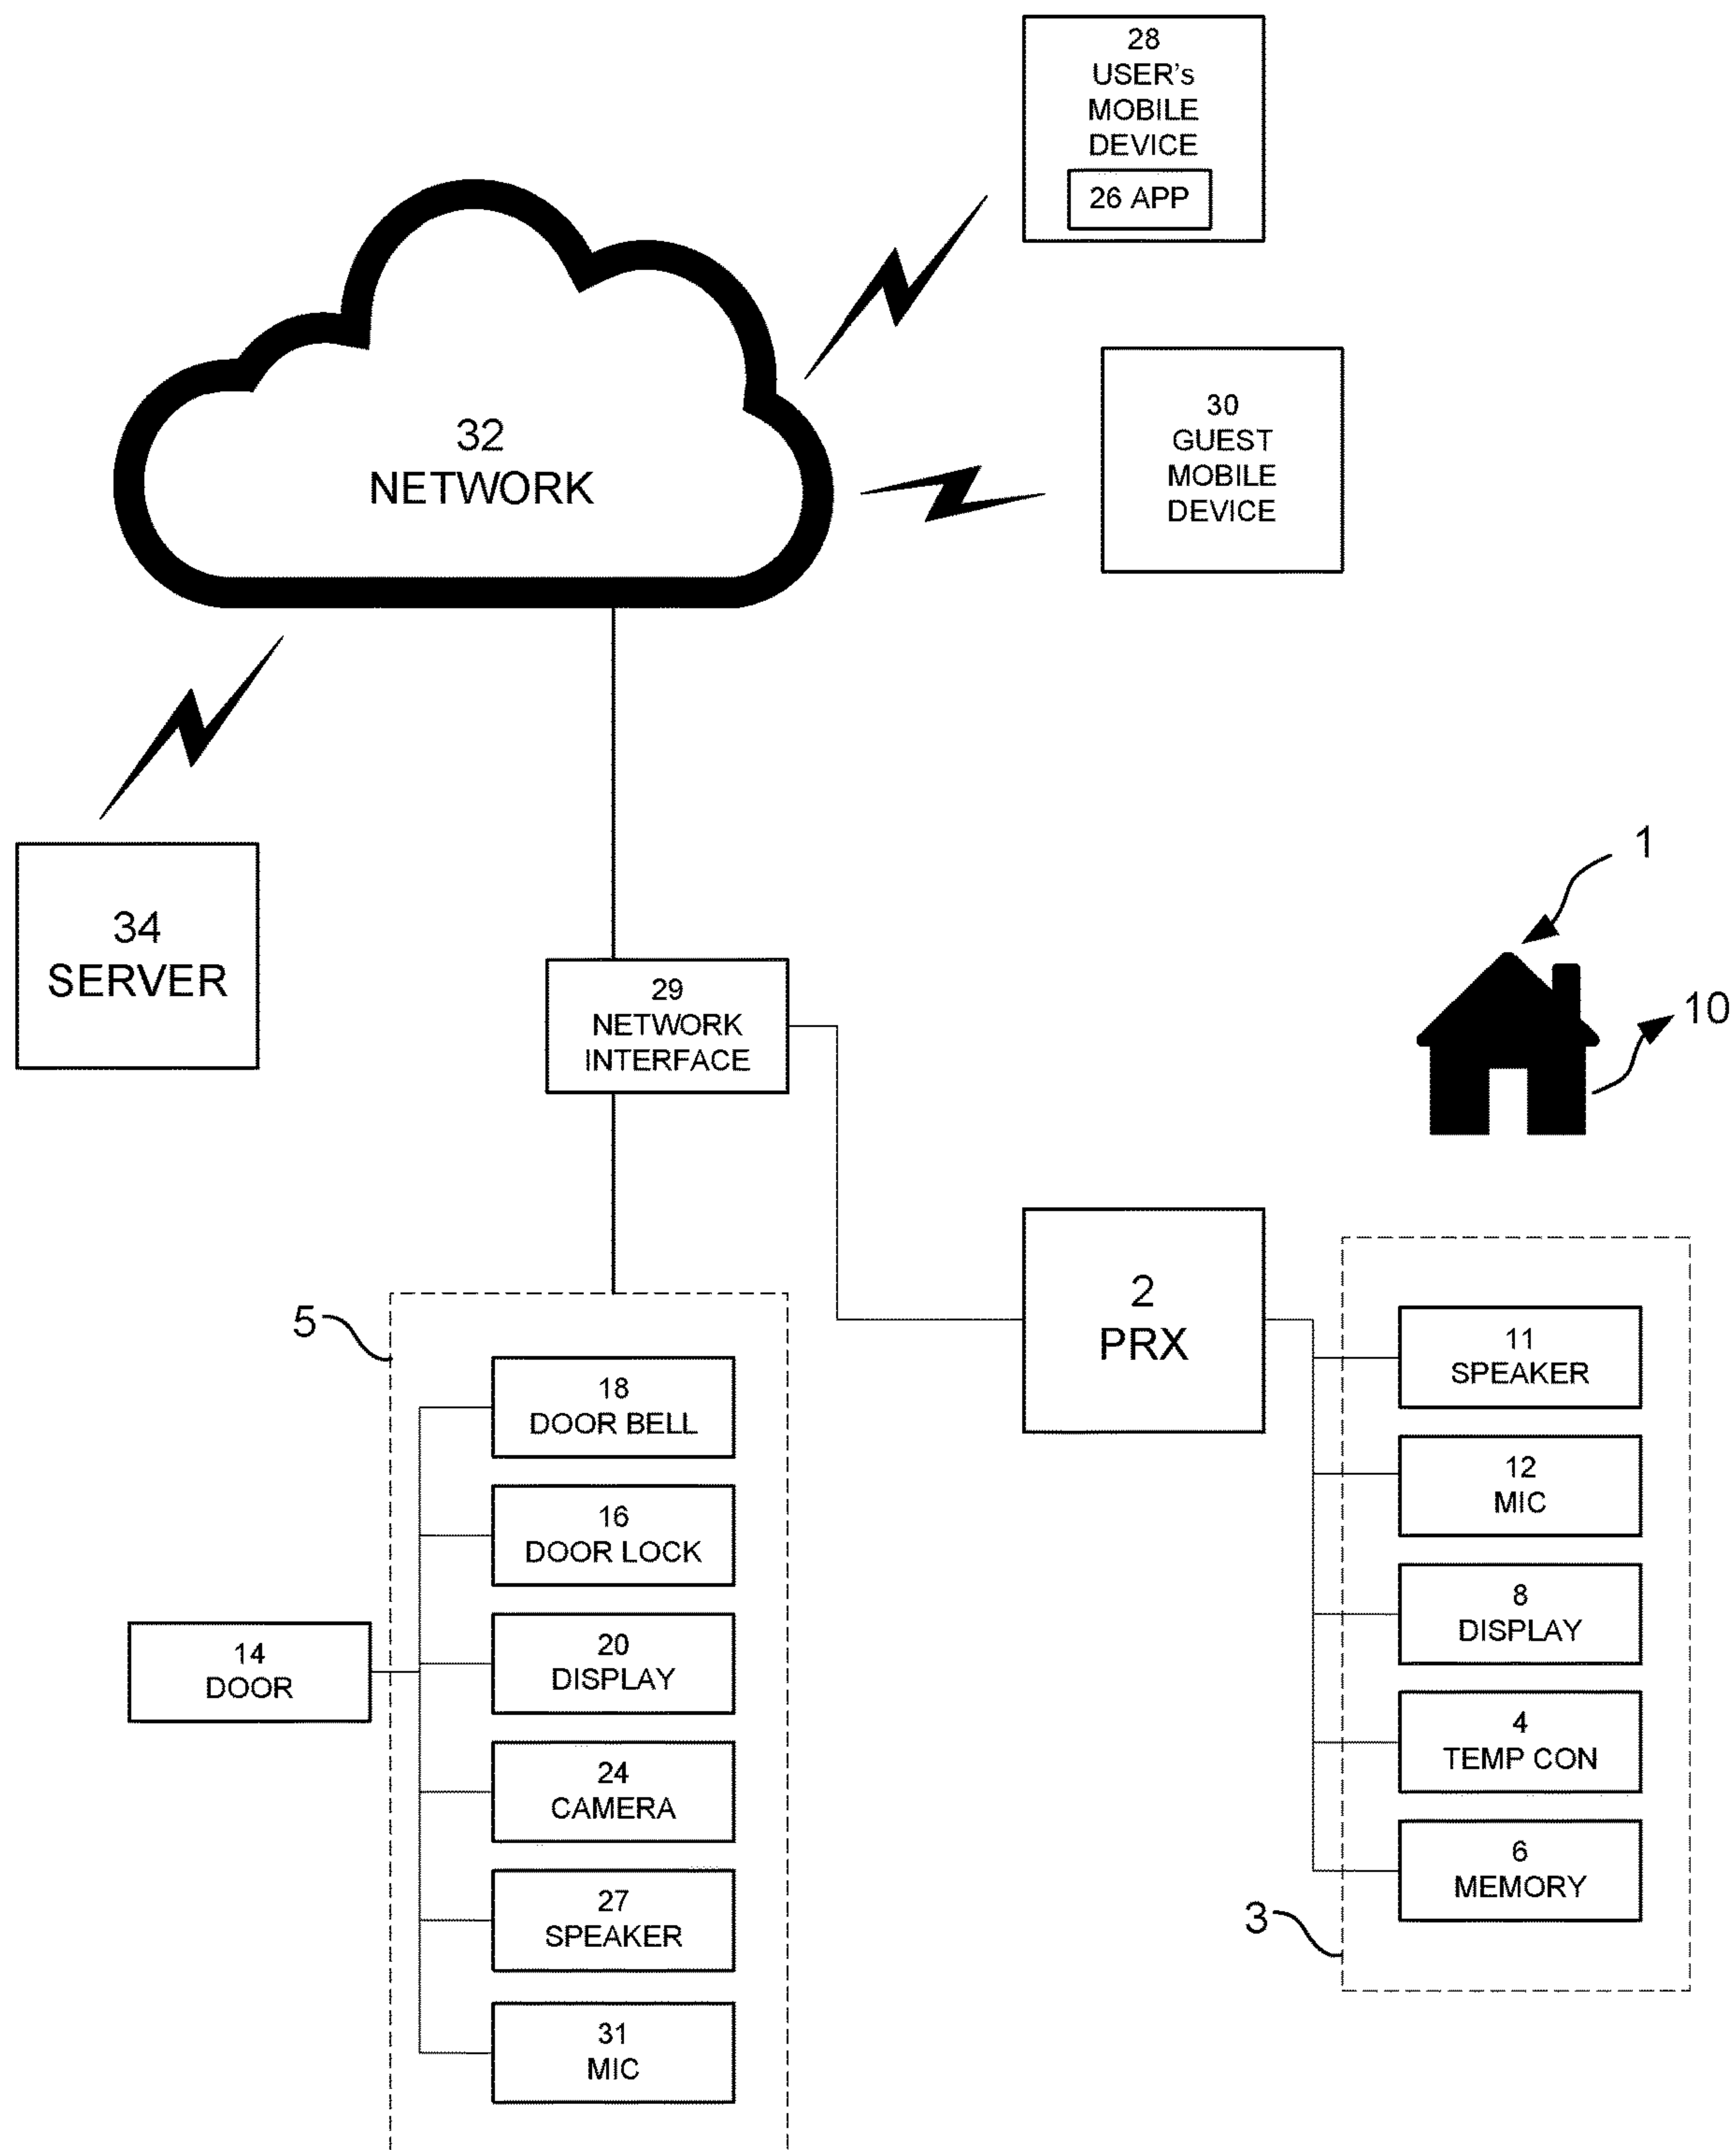 28
USER's
MOBILE
DEVICE
26 APP
30
GUEST
MOBILE
DEVICE
32
NETWORK
34
SERVER
1
10
29
NETWORK
INTERFACE
2
PRX
5
18
DOOR BELL
16
DOOR LOCK
20
DISPLAY
24
CAMERA
27
SPEAKER
31
MIC
14
DOOR
11
SPEAKER
12
MIC
8
DISPLAY
4
TEMP CON
6
MEMORY
3